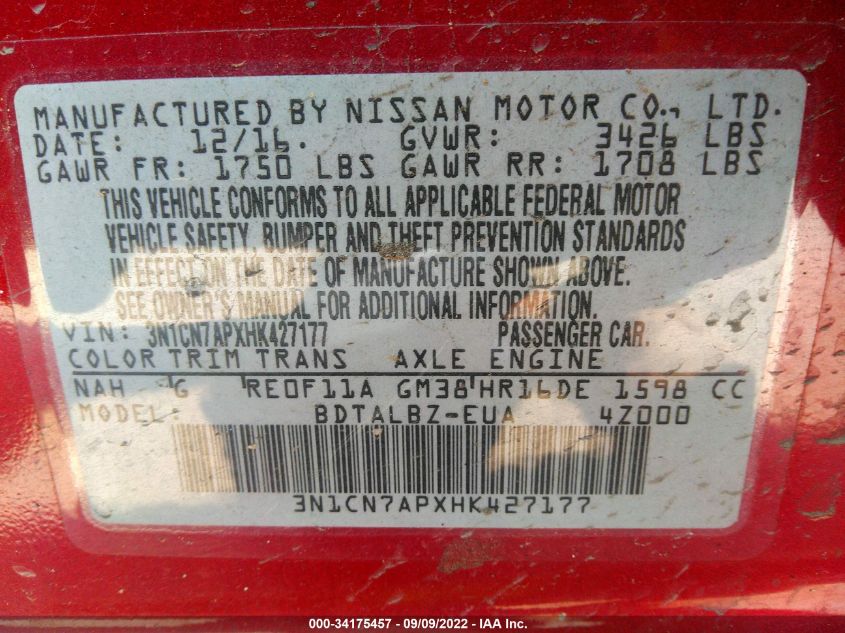 MANUFACTURED BY NISSAN MOTOR CO., LTD.
DATE: 12/16. GVWR: 3426 LBS
GAWR FR: 1750 LBS GAWR RR: 1708 LBS
THIS VEHICLE CONFORMS TO ALL APPLICABLE FEDERAL MOTOR
VEHICLE SAFETY, BUMPER AND THEFT PREVENTION STANDARDS
IN EFFECT ON THE DATE OF MANUFACTURE SHOWN ABOVE.
SEE OWNER'S MANUAL FOR ADDITIONAL INFORMATION.
VIN: 3N1CN7APXHK427177 PASSENGER CAR.
COLOR TRIM TRANS AXLE ENGINE
NAH G RE0F11A GM38 HR16DE 1598 CC
MODEL: BDTALBZ-EUA 4Z000
3N1CN7APXHK427177
000-34175457 - 09/09/2022 - IAA Inc.